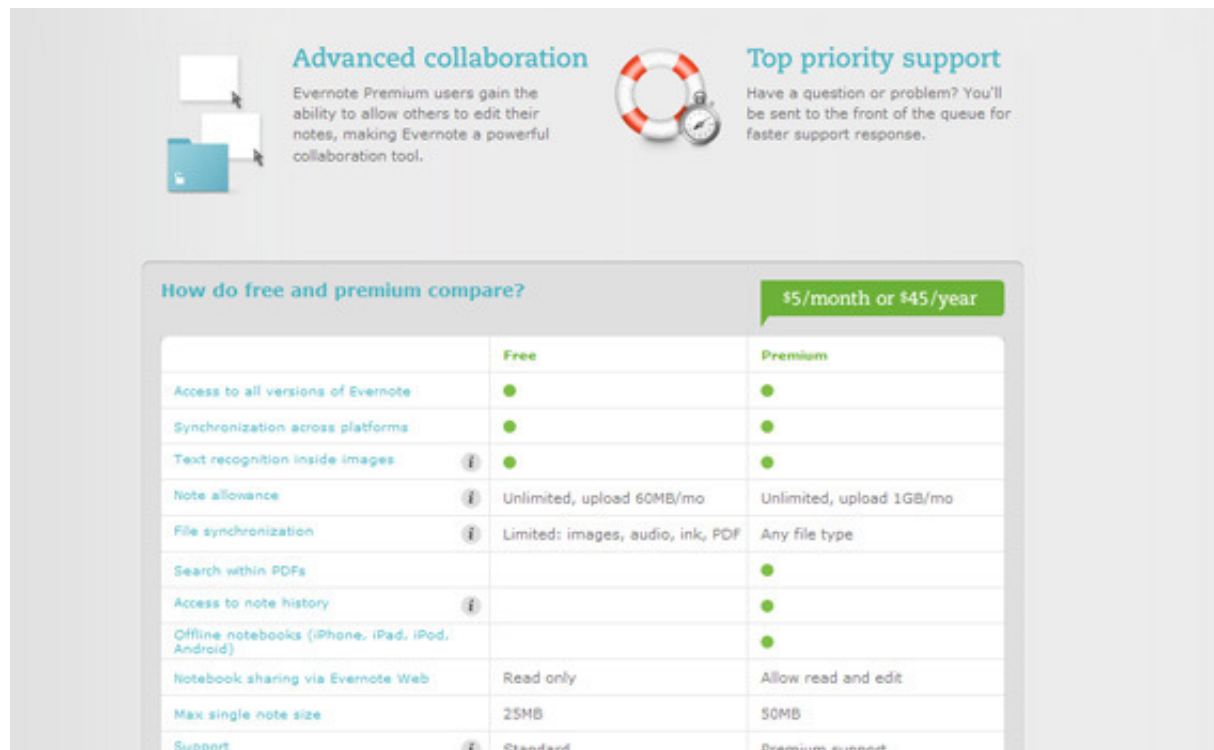 Advanced collaboration
Evernote Premium users gain the
ability to allow others to edit their
notes, making Evernote a powerful
collaboration tool.
Top priority support
Have a question or problem? You'll
be sent to the front of the queue for
faster support response.
How do free and premium compare?
$5/month or $45/year
Free Premium
Access to all versions of Evernote
Synchronization across platforms
Text recognition inside images i
Note allowance i Unlimited, upload 60MB/mo Unlimited, upload 1GB/mo
File synchronization i Limited: images, audio, ink, PDF Any file type
Search within PDFs
Access to note history i
Offline notebooks (iPhone, iPad, iPod,
Android)
Notebook sharing via Evernote Web Read only Allow read and edit
Max single note size 25MB 50MB
Support i Standard Premium support